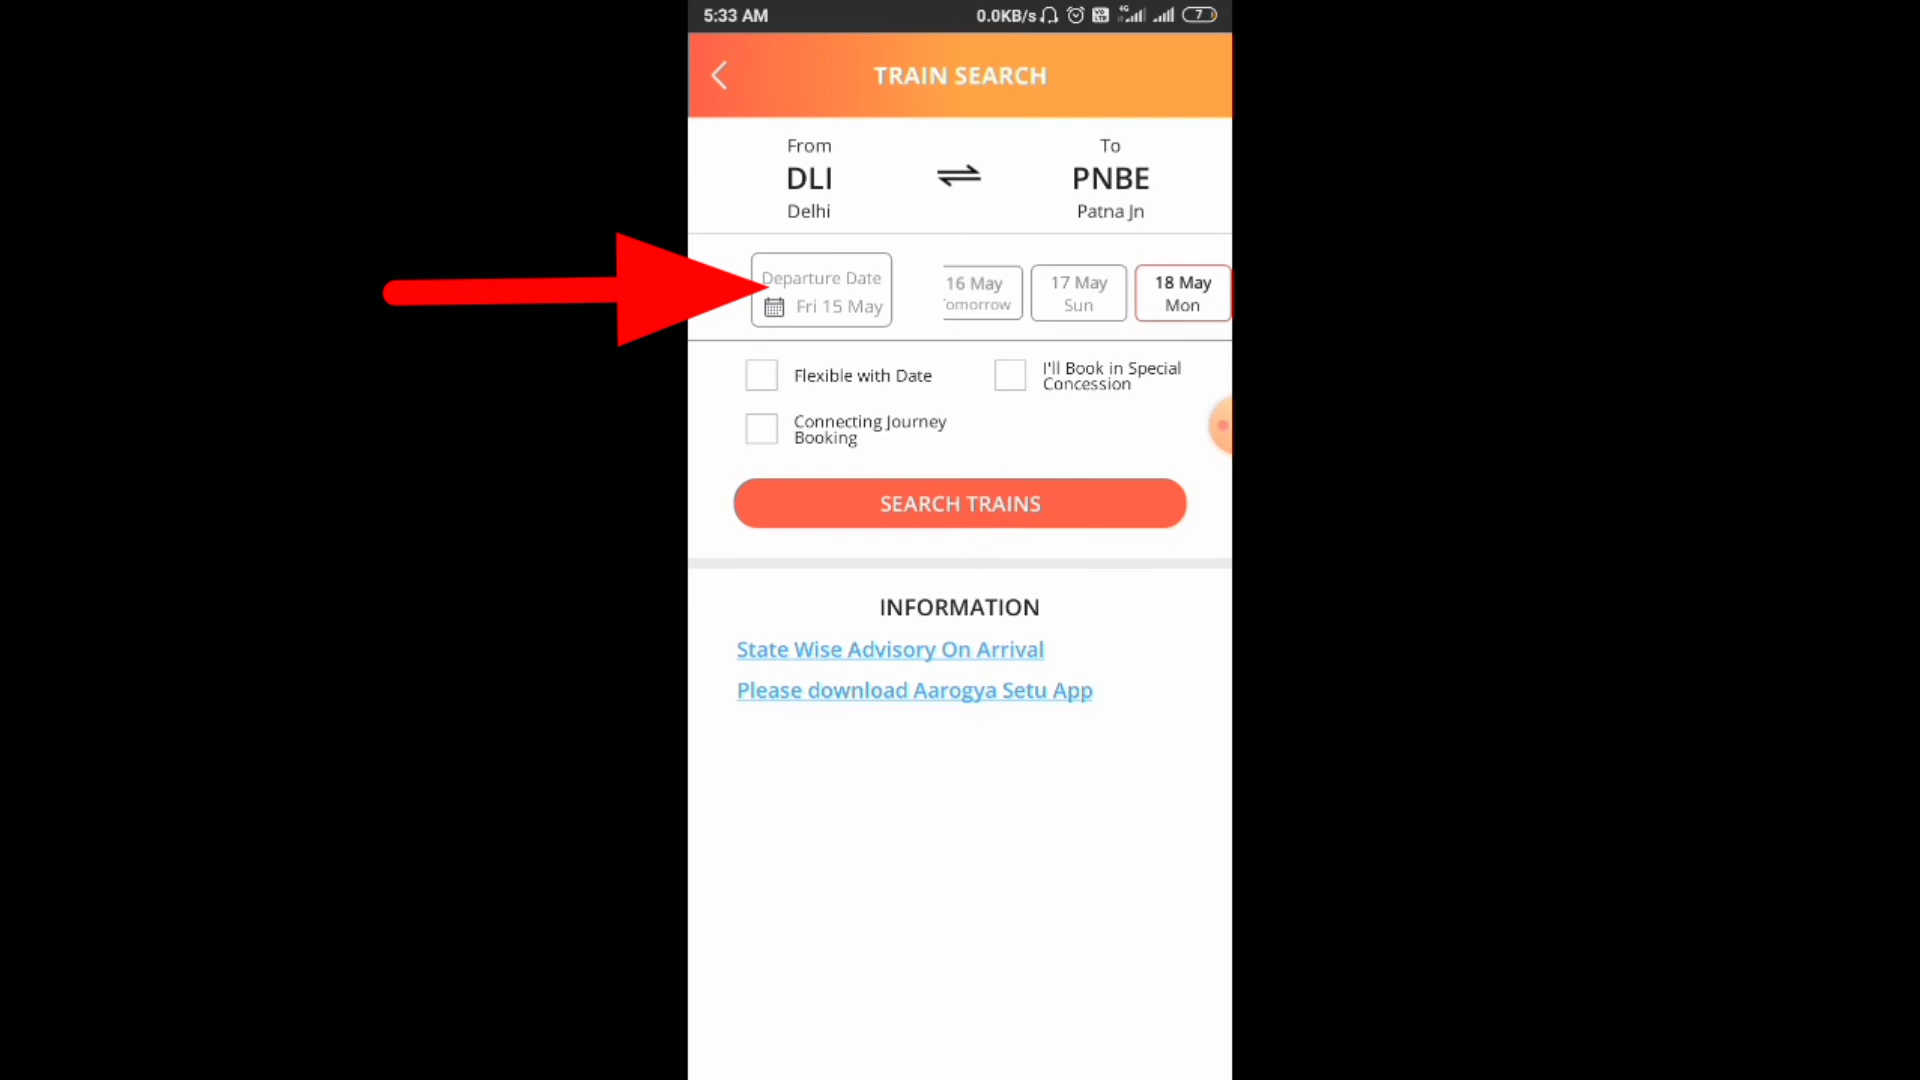 5:33 AM
0.0KB/s
4G
7
TRAIN SEARCH
From
DLI
Delhi
To
PNBE
Patna Jn
Departure Date
Fri 15 May
16 May
omorrow
17 May
Sun
18 May
Mon
Flexible with Date
I'll Book in Special
Concession
Connecting Journey
Booking
SEARCH TRAINS
INFORMATION
State Wise Advisory On Arrival
Please download Aarogya Setu App